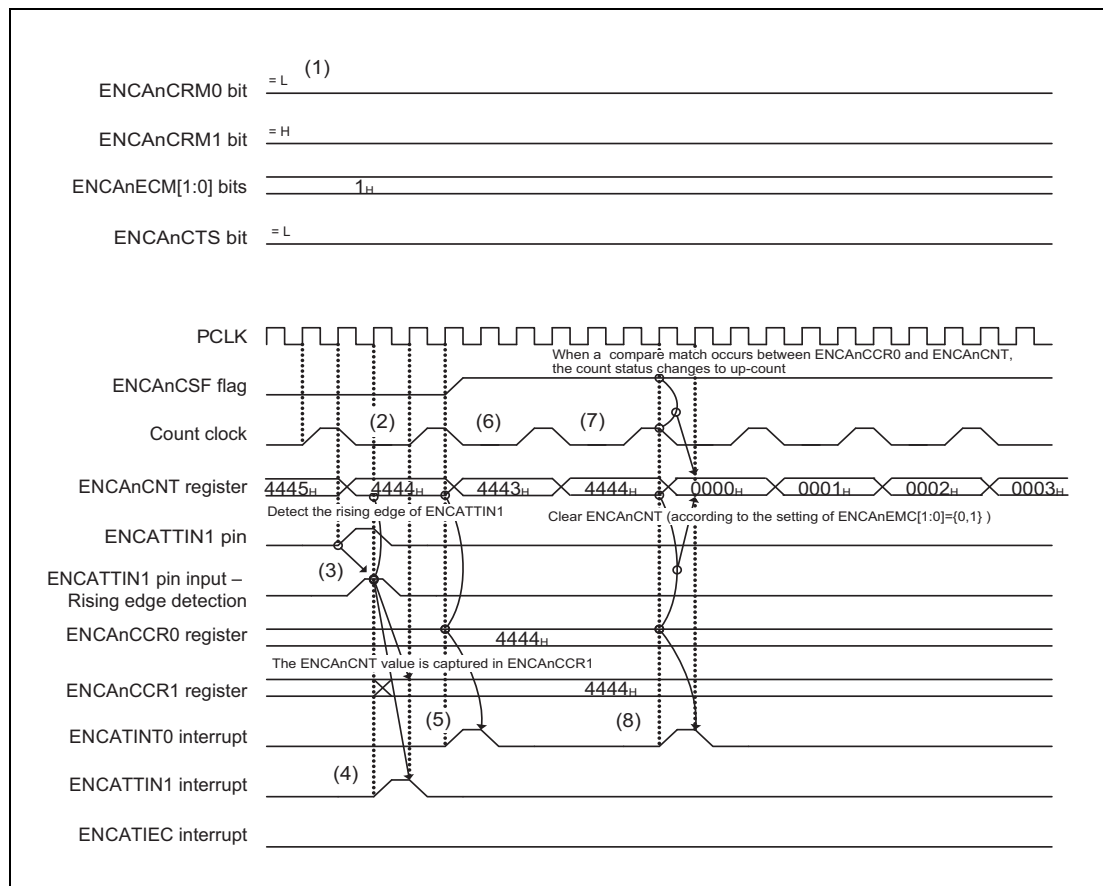 (1)
ENCAnCRM0 bit = L
ENCAnCRM1 bit = H
ENCAnECM[1:0] bits 1H
ENCAnCTS bit = L
PCLK
When a compare match occurs between ENCAnCCR0 and ENCAnCNT,
the count status changes to up-count
ENCAnCSF flag
Count clock (2) (6) (7)
ENCAnCNT register 4445H 4444H 4443H 4444H 0000H 0001H 0002H 0003H
Detect the rising edge of ENCATTIN1 Clear ENCAnCNT (according to the setting of ENCAnEMC[1:0]={0,1} )
ENCATTIN1 pin
ENCATTIN1 pin input – (3)
Rising edge detection
ENCAnCCR0 register 4444H
The ENCAnCNT value is captured in ENCAnCCR1
ENCAnCCR1 register 4444H
ENCATINT0 interrupt (5) (8)
ENCATTIN1 interrupt (4)
ENCATIEC interrupt